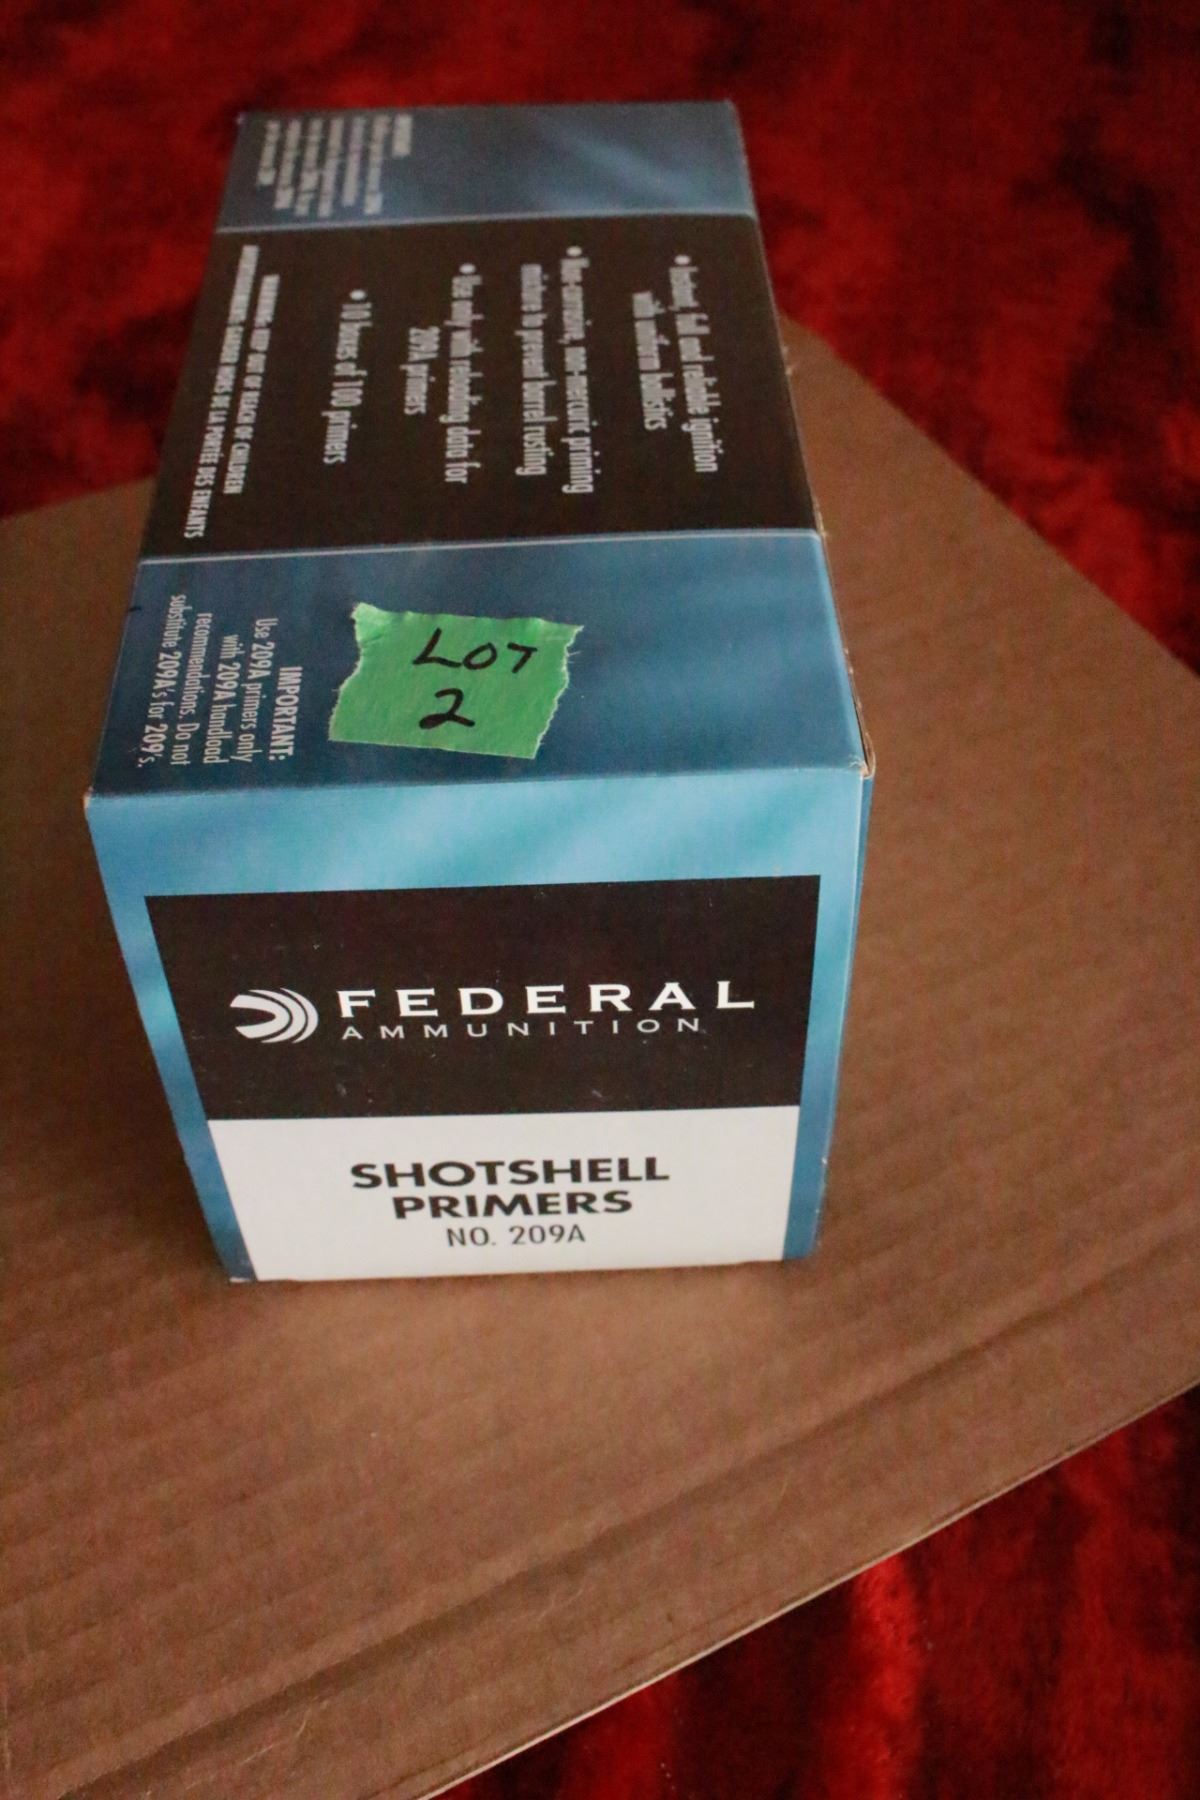 • Instant, full and reliable ignition
with uniform ballistics
• Non-corrosive, non-mercuric priming
mixture to prevent barrel rusting
• Use only with reloading data for
209A primers
• 10 boxes of 100 primers
WARNING: KEEP OUT OF REACH OF CHILDREN
AVERTISSEMENT: GARDER HORS DE LA PORTÉE DES ENFANTS
IMPORTANT:
Use 209A primers only
with 209A handload
recommendations. Do not
substitute 209A's for 209's.
LOT
2
FEDERAL
AMMUNITION
SHOTSHELL
PRIMERS
NO. 209A